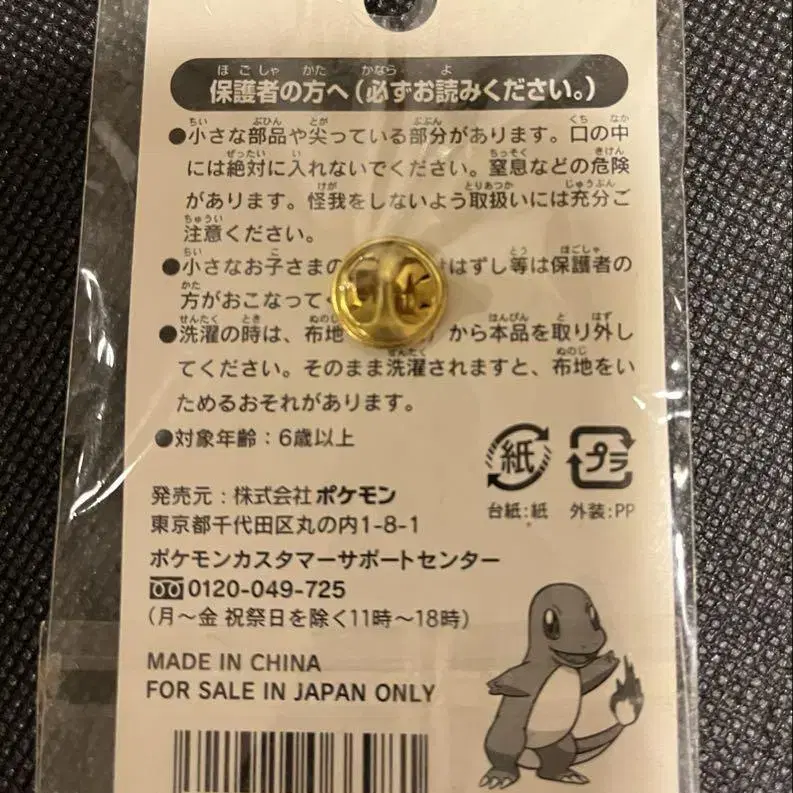 保護者の方へ(必ずお読みください。)
●小さな部品や尖っている部分があります。口の中
には絶対に入れないでください。窒息などの危険
があります。怪我をしないよう取扱いには充分ご
注意ください。
●小さなお子さまの はずし等は保護者の
方がおこなって
●洗濯の時は、布地 から本品を取り外し
てください。そのまま洗濯されますと、布地をい
ためるおそれがあります。
●対象年齢:6歳以上
紙 プラ
台紙:紙 外装:PP
発売元:株式会社ポケモン
東京都千代田区丸の内1-8-1
ポケモンカスタマーサポートセンター
0120-049-725
(月〜金 祝祭日を除く11時〜18時)
MADE IN CHINA
FOR SALE IN JAPAN ONLY